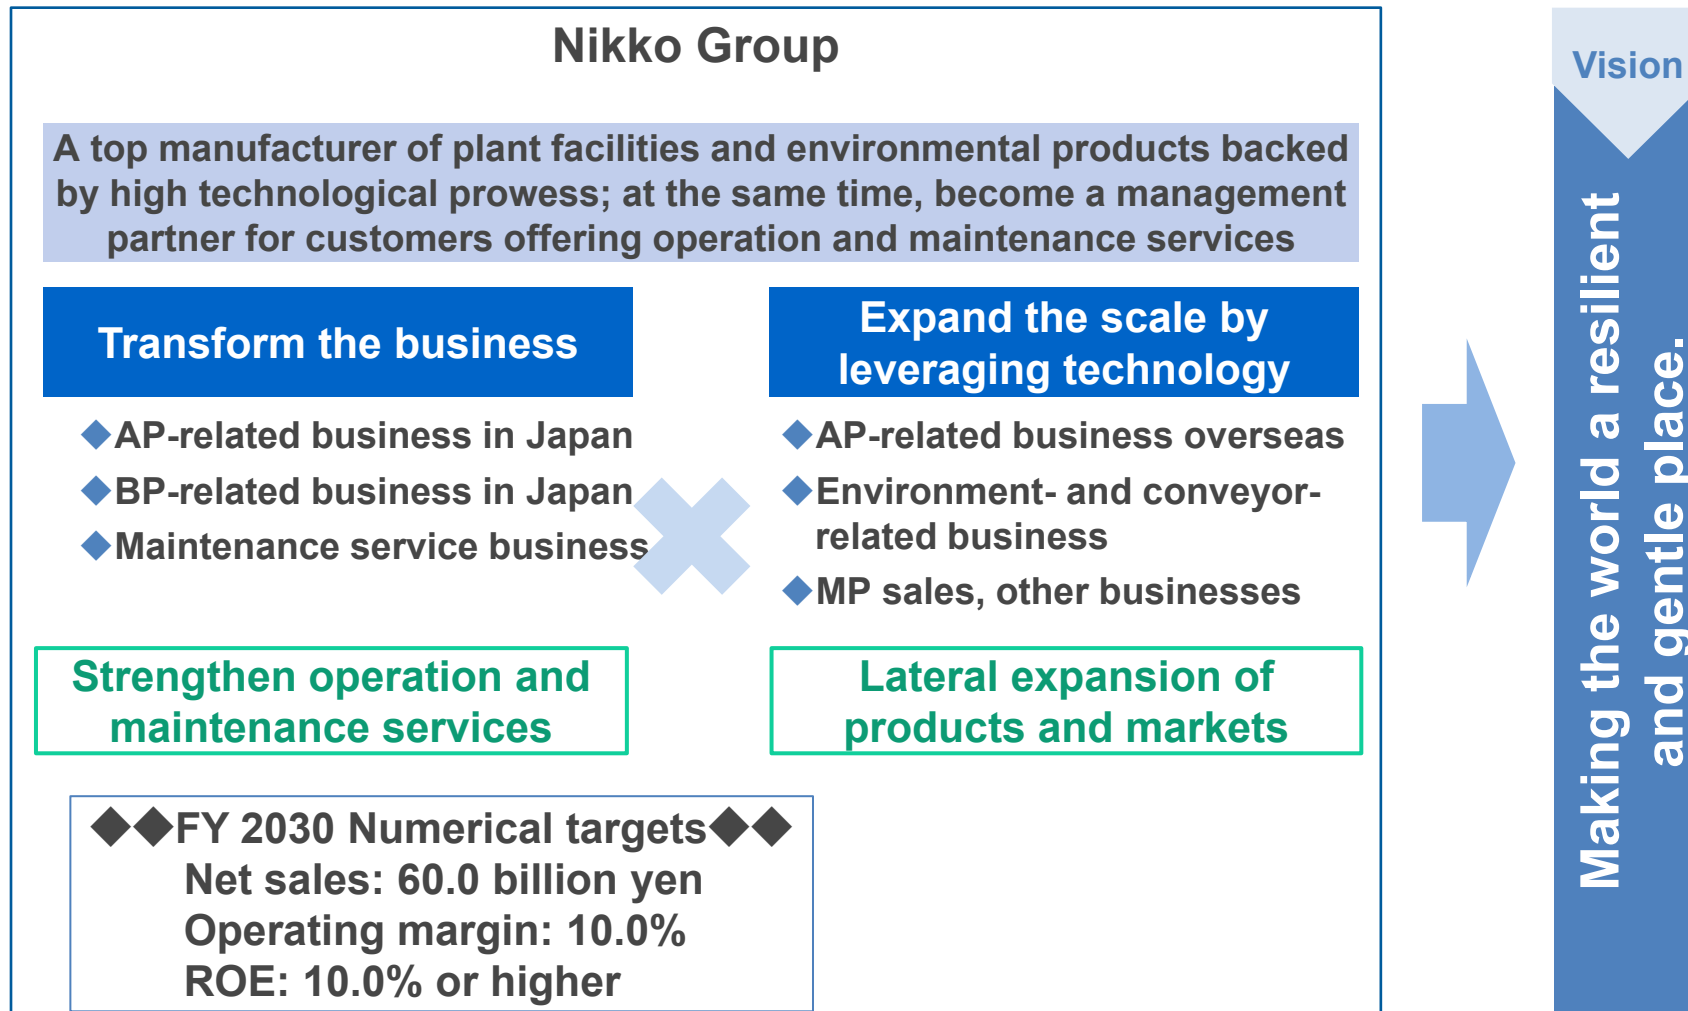 Nikko Group
A top manufacturer of plant facilities and environmental products backed
by high technological prowess; at the same time, become a management
partner for customers offering operation and maintenance services
Transform the business
◆AP-related business in Japan
◆BP-related business in Japan
◆Maintenance service business
Strengthen operation and
maintenance services
Expand the scale by
leveraging technology
◆AP-related business overseas
◆Environment- and conveyor-
related business
◆MP sales, other businesses
Lateral expansion of
products and markets
◆◆FY 2030 Numerical targets◆◆
Net sales: 60.0 billion yen
Operating margin: 10.0%
ROE: 10.0% or higher
Vision
Making the world a resilient
and gentle place.